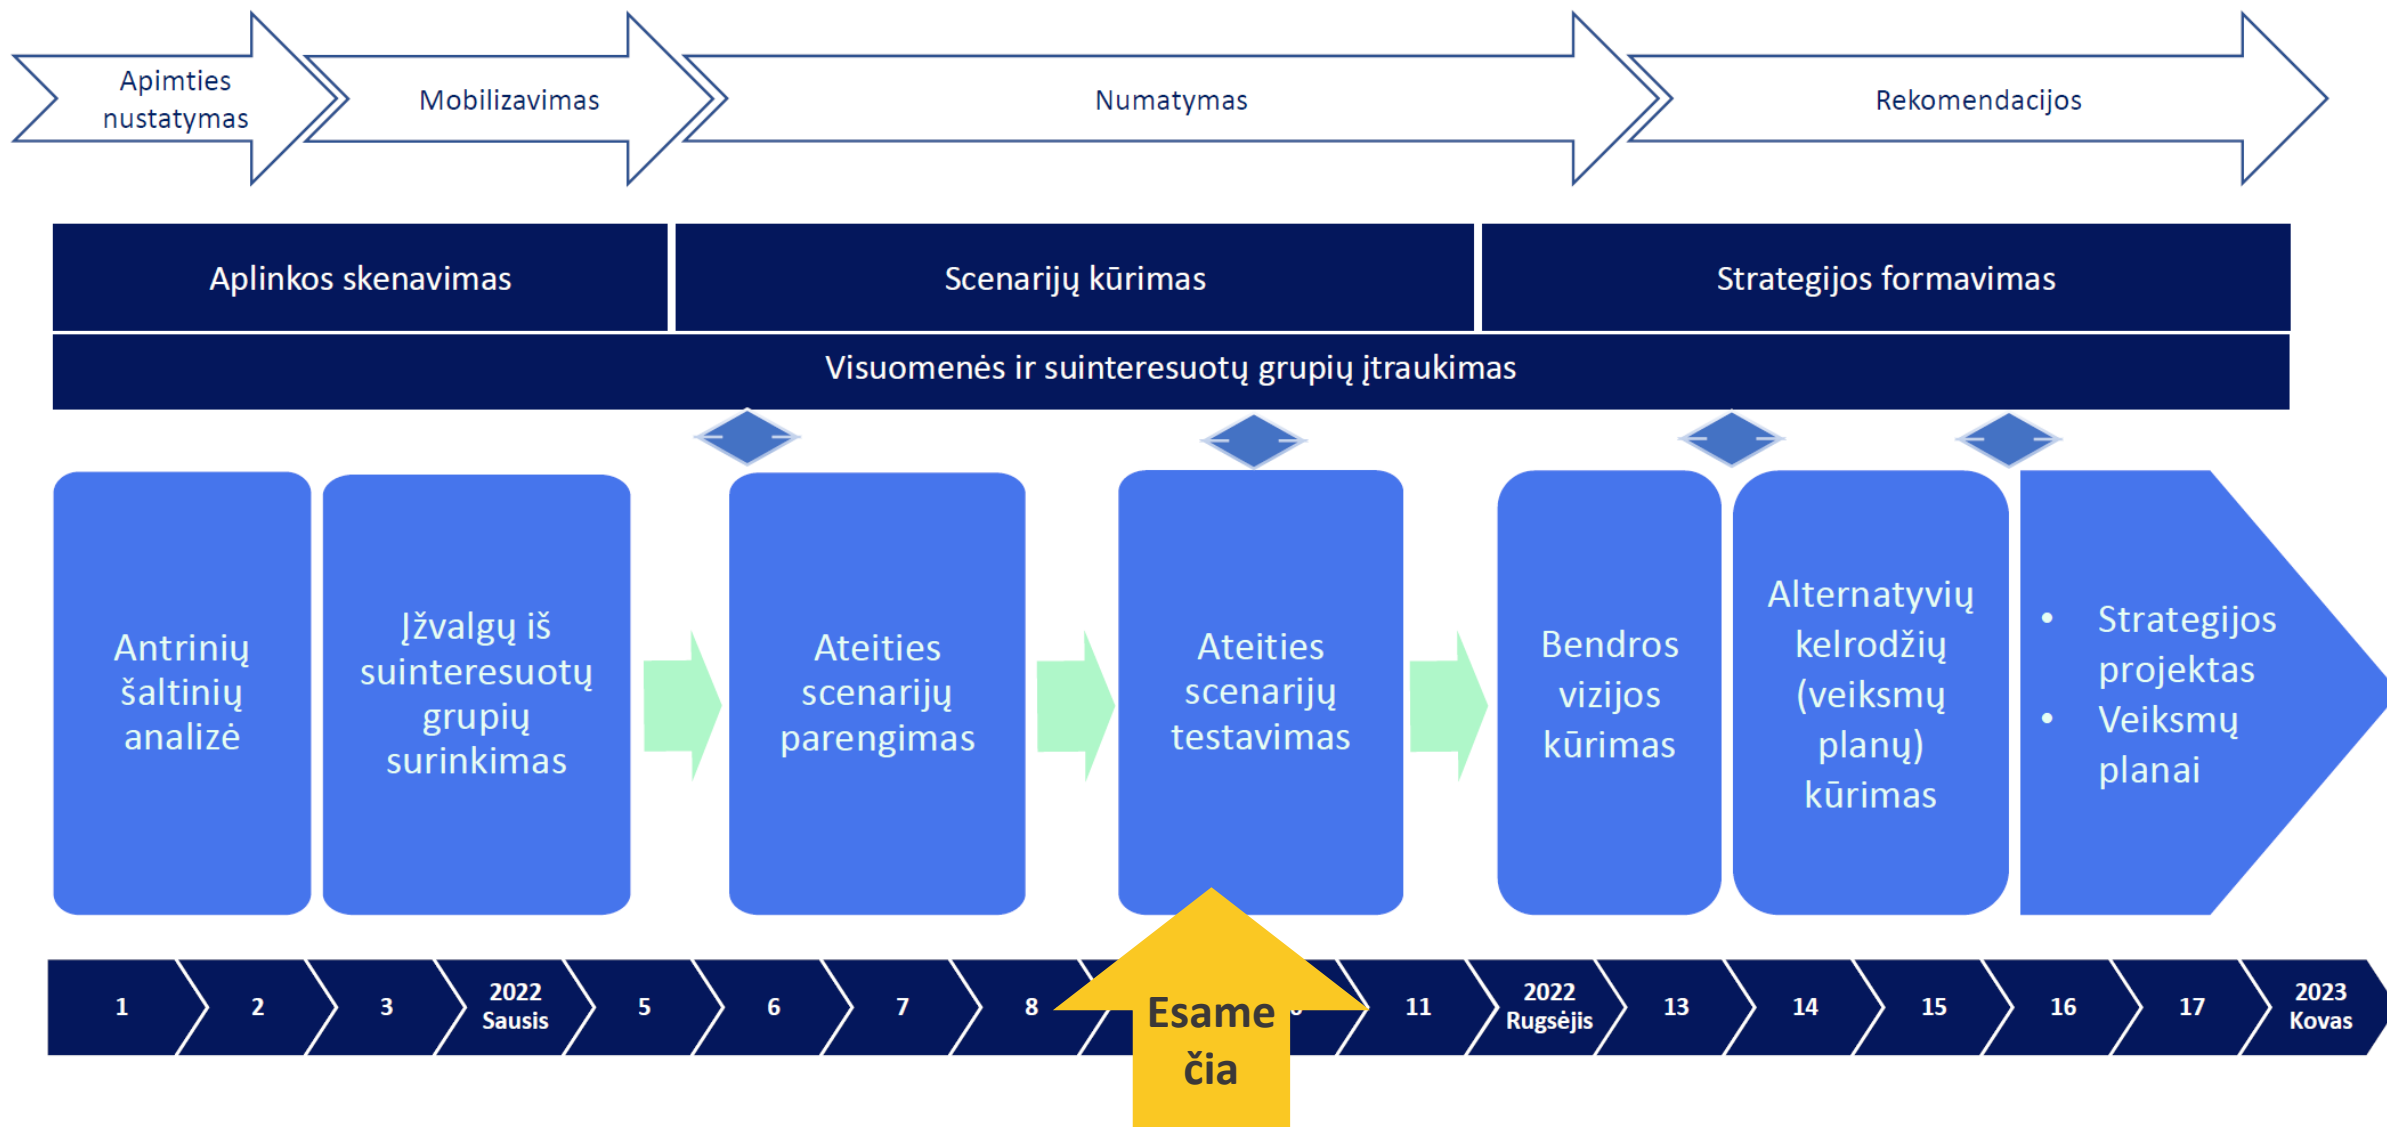 Apimties
nustatymas
Mobilizavimas
Numatymas
Rekomendacijos
Aplinkos skenavimas
Scenarijų kūrimas
Strategijos formavimas
Visuomenės ir suinteresuotų grupių įtraukimas
Antrinių
šaltinių
analizė
Įžvalgų iš
suinteresuotų
grupių
surinkimas
Ateities
scenarijų
parengimas
Ateities
scenarijų
testavimas
Bendros
vizijos
kūrimas
Alternatyvių
kelrodžių
(veiksmų
planų)
kūrimas
• Strategijos
projektas
• Veiksmų
planai
1
2
3
2022
Sausis
5
6
7
8
11
2022
Rugsėjis
13
14
15
16
17
2023
Kovas
Esame
čia